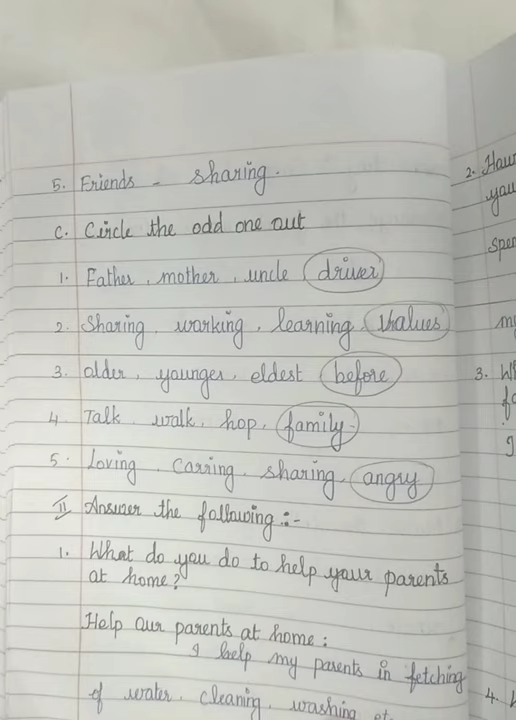 5. Friends - sharing.
C. Circle the odd one out
1. Father, mother, uncle driver
2. Sharing, working, learning, Values
3. older, younger, eldest before
4. Talk, walk, hop, family
5. Loving, Carring, sharing, angry
II Answer the following :-
1. What do you do to help your parents
at home?
Help our parents at home :
I help my parents in fetching
of water, cleaning, washing
2.
you
my
3.
4.